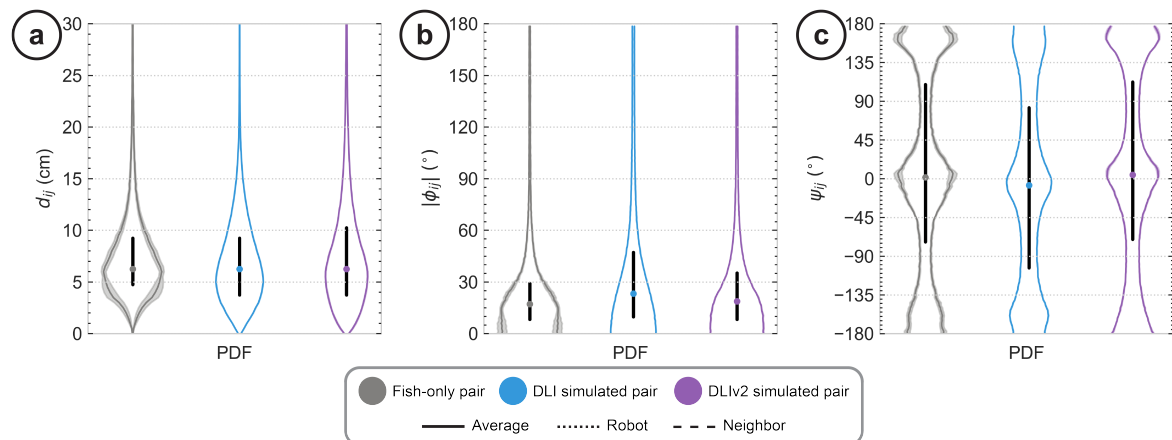 a
30
25
20
15
10
5
0
d_ij (cm)
PDF
b
180
150
120
90
60
30
0
|ϕ_ij| (°)
PDF
c
180
135
90
45
0
−45
−90
−135
−180
ψ_ij (°)
PDF
Fish-only pair
DLI simulated pair
DLIv2 simulated pair
Average
Robot
Neighbor